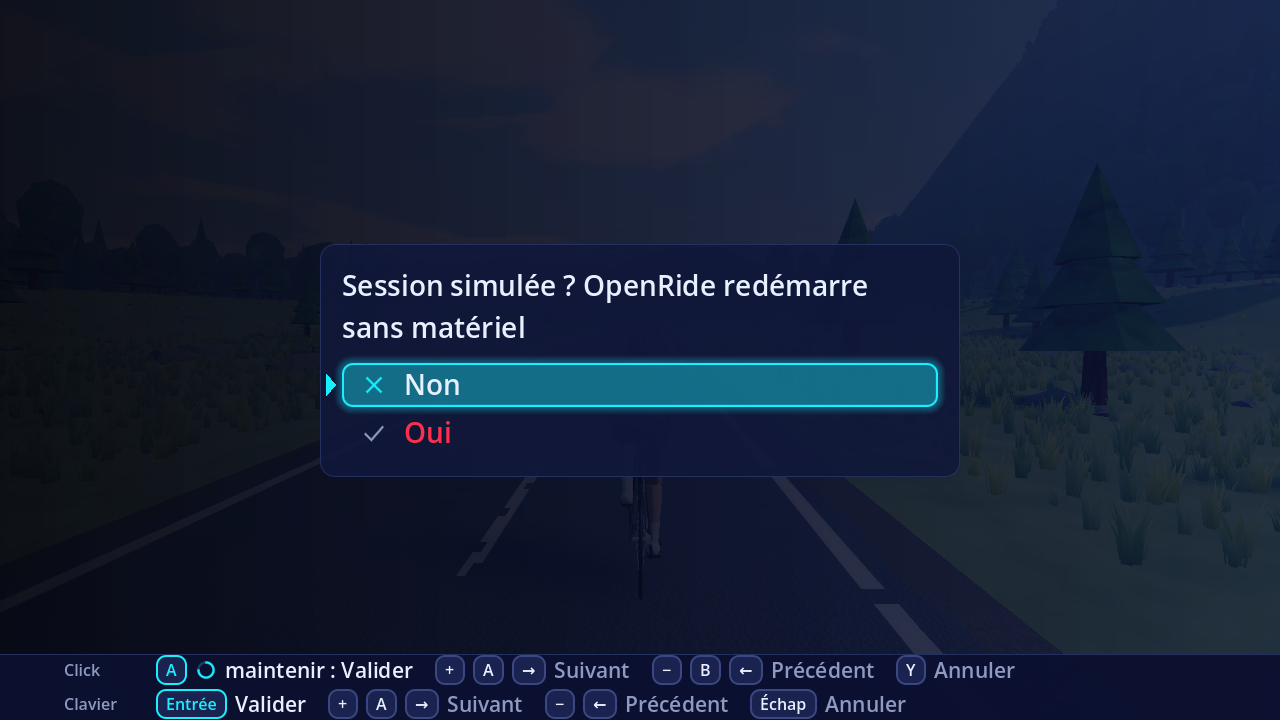 Session simulée ? OpenRide redémarre
sans matériel
Non
Oui
Click A maintenir : Valider + A → Suivant − B ← Précédent Y Annuler
Clavier Entrée Valider + A → Suivant − ← Précédent Échap Annuler